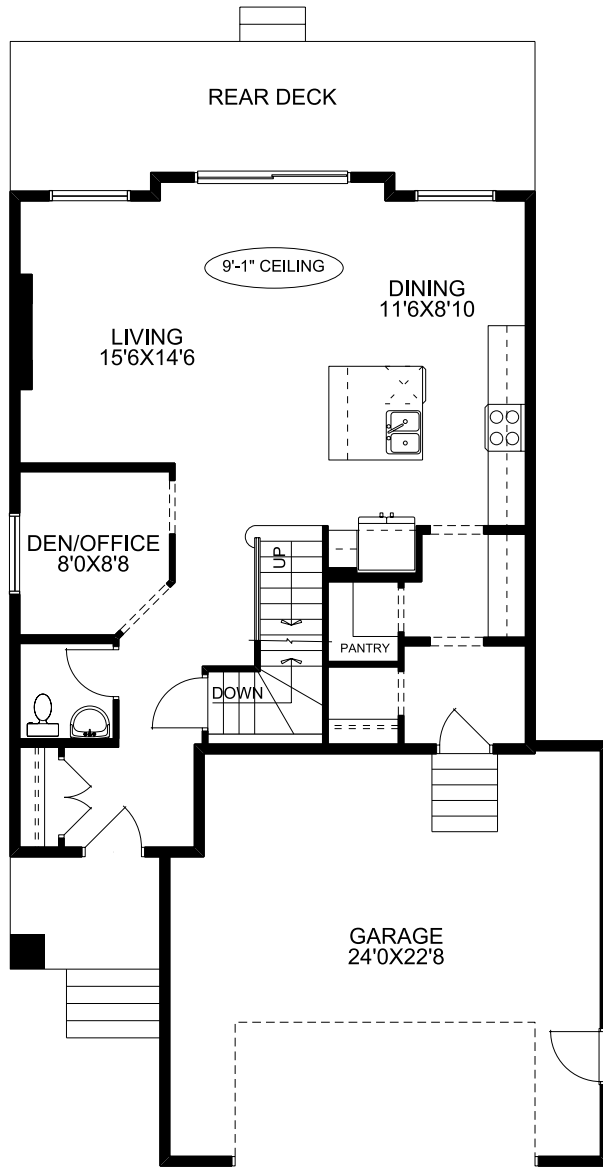 REAR DECK
9'-1" CEILING
DINING
11'6X8'10
LIVING
15'6X14'6
DEN/OFFICE
8'0X8'8
UP
PANTRY
DOWN
GARAGE
24'0X22'8